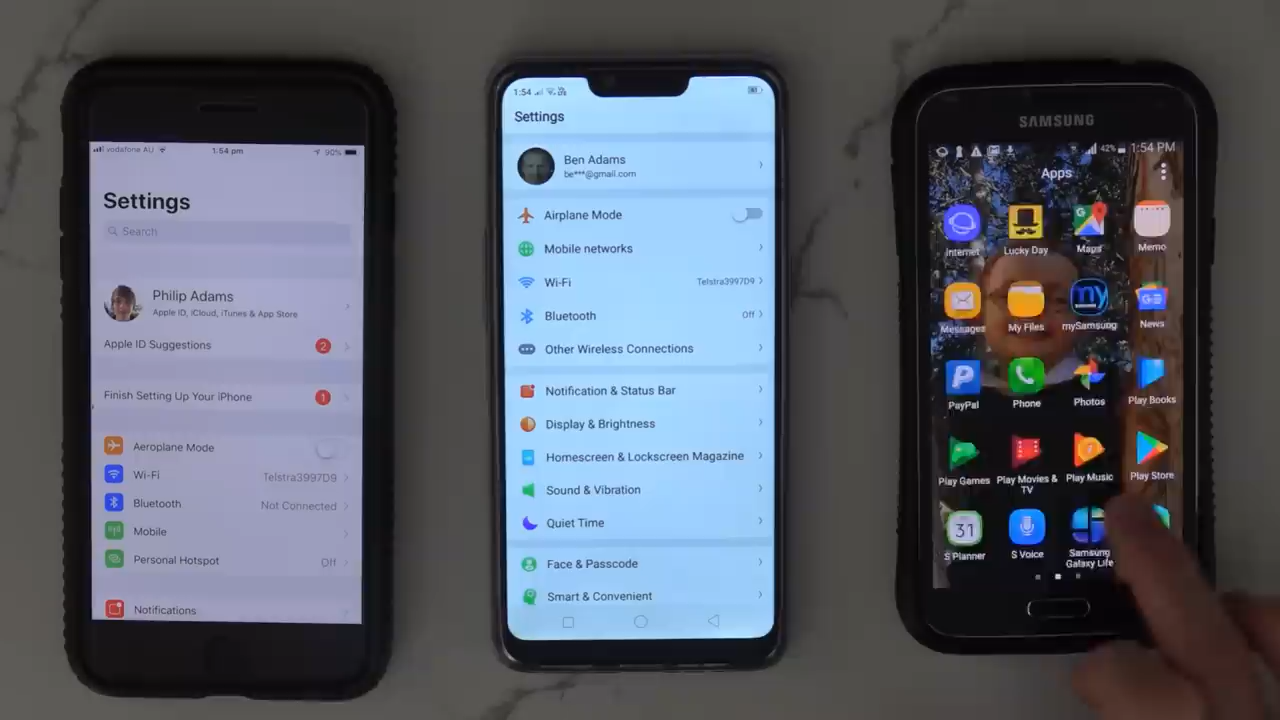 vodafone AU
1:54 pm
90%
Settings
Search
Philip Adams
Apple ID, iCloud, iTunes & App Store
Apple ID Suggestions
2
Finish Setting Up Your iPhone
1
Aeroplane Mode
Wi-Fi
Telstra3997D9
Bluetooth
Not Connected
Mobile
Personal Hotspot
Off
Notifications
1:54
Settings
Ben Adams
be***@gmail.com
Airplane Mode
Mobile networks
Wi-Fi
Telstra3997D9
Bluetooth
Off
Other Wireless Connections
Notification & Status Bar
Display & Brightness
Homescreen & Lockscreen Magazine
Sound & Vibration
Quiet Time
Face & Passcode
Smart & Convenient
SAMSUNG
42%
1:54 PM
Apps
Internet
Lucky Day
Maps
Memo
Messages
My Files
my
mySamsung
News
PayPal
Phone
Photos
Play Books
Play Games
Play Movies &
TV
Play Music
Play Store
31
S Planner
S Voice
Samsung
Galaxy Life